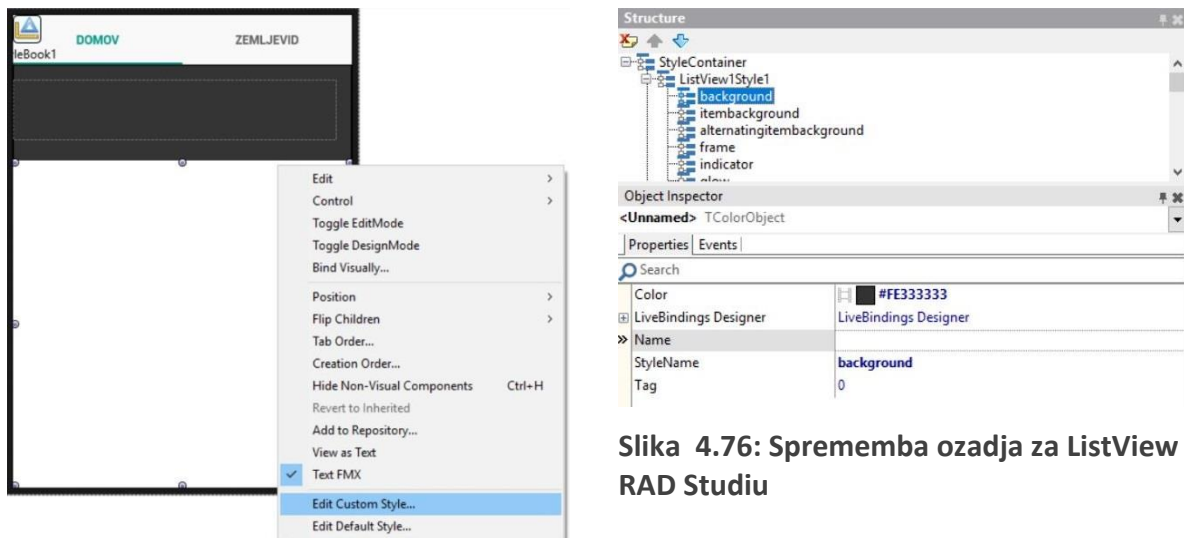 DOMOV ZEMLJEVID
leBook1
Edit >
Control >
Toggle EditMode
Toggle DesignMode
Bind Visually...
Position >
Flip Children >
Tab Order...
Creation Order...
Hide Non-Visual Components Ctrl+H
Revert to Inherited
Add to Repository...
View as Text
Text FMX
Edit Custom Style...
Edit Default Style...
Structure
StyleContainer
ListView1Style1
background
itembackground
alternatingitembackground
frame
indicator
glow
Object Inspector
<Unnamed> TColorObject
Properties Events
Search
Color #FE333333
LiveBindings Designer LiveBindings Designer
» Name
StyleName background
Tag 0
Slika 4.76: Sprememba ozadja za ListView
RAD Studiu